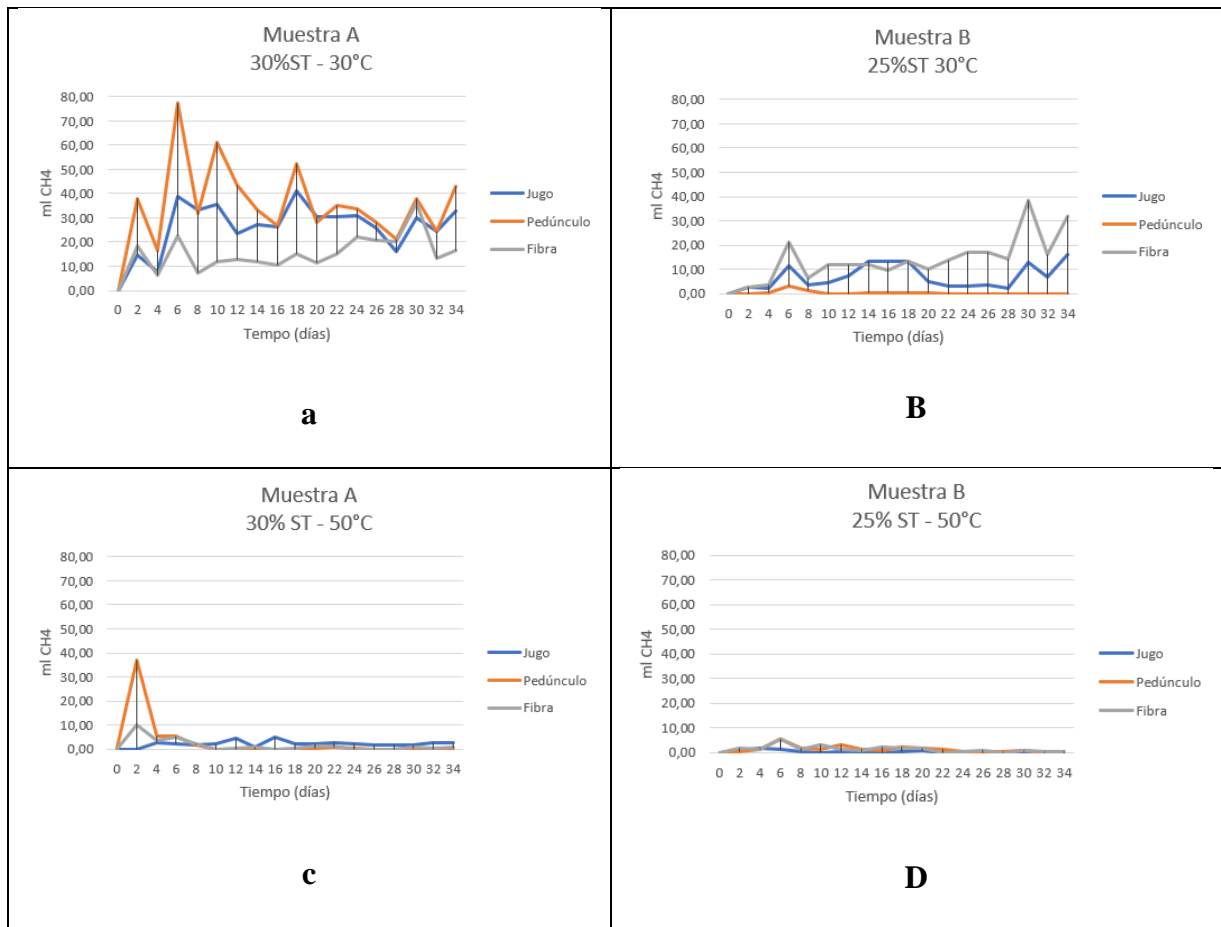 Muestra A
30%ST - 30°C
80,00
70,00
60,00
50,00
40,00
30,00
20,00
10,00
0,00
ml CH4
0 2 4 6 8 10 12 14 16 18 20 22 24 26 28 30 32 34
Tempo (días)
Jugo
Pedúnculo
Fibra
a
Muestra B
25%ST 30°C
80,00
70,00
60,00
50,00
40,00
30,00
20,00
10,00
0,00
ml CH4
0 2 4 6 8 10 12 14 16 18 20 22 24 26 28 30 32 34
Tiempo (días)
Jugo
Pedúnculo
Fibra
B
Muestra A
30% ST - 50°C
80,00
70,00
60,00
50,00
40,00
30,00
20,00
10,00
0,00
ml CH4
0 2 4 6 8 10 12 14 16 18 20 22 24 26 28 30 32 34
Tiempo (días)
Jugo
Pedúnculo
Fibra
c
Muestra B
25% ST - 50°C
80,00
70,00
60,00
50,00
40,00
30,00
20,00
10,00
0,00
ml CH4
0 2 4 6 8 10 12 14 16 18 20 22 24 26 28 30 32 34
Tiempo (días)
Jugo
Pedúnculo
Fibra
D